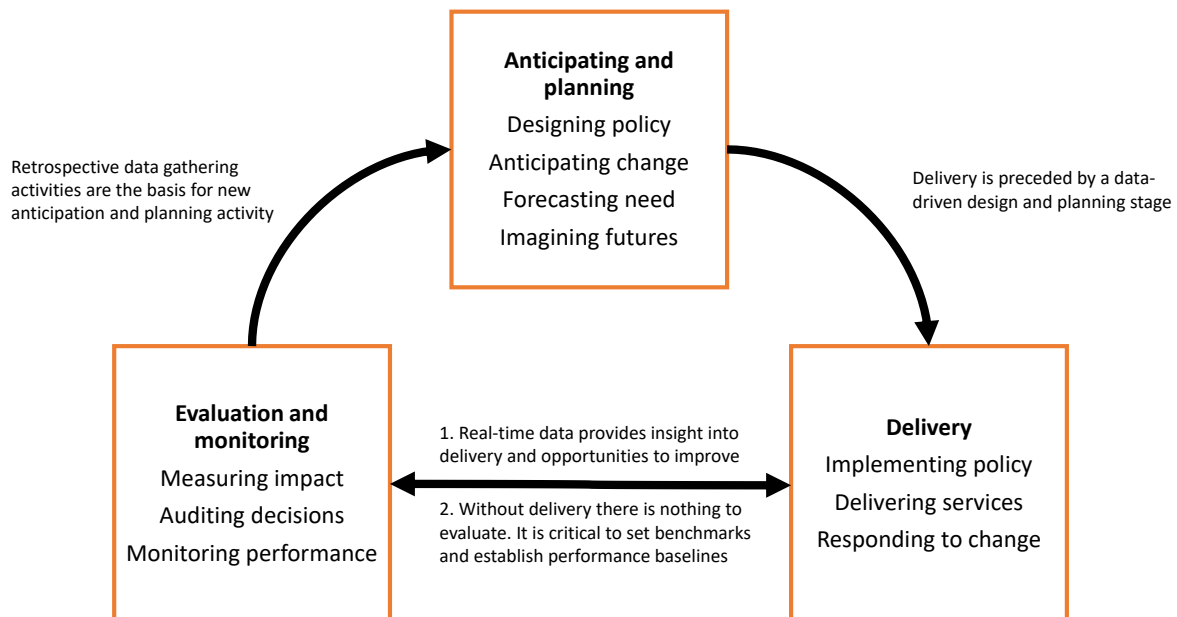 Anticipating and
planning
Designing policy
Anticipating change
Forecasting need
Imagining futures
Retrospective data gathering
activities are the basis for new
anticipation and planning activity
Delivery is preceded by a data-
driven design and planning stage
Evaluation and
monitoring
Measuring impact
Auditing decisions
Monitoring performance
1. Real-time data provides insight into
delivery and opportunities to improve
2. Without delivery there is nothing to
evaluate. It is critical to set benchmarks
and establish performance baselines
Delivery
Implementing policy
Delivering services
Responding to change